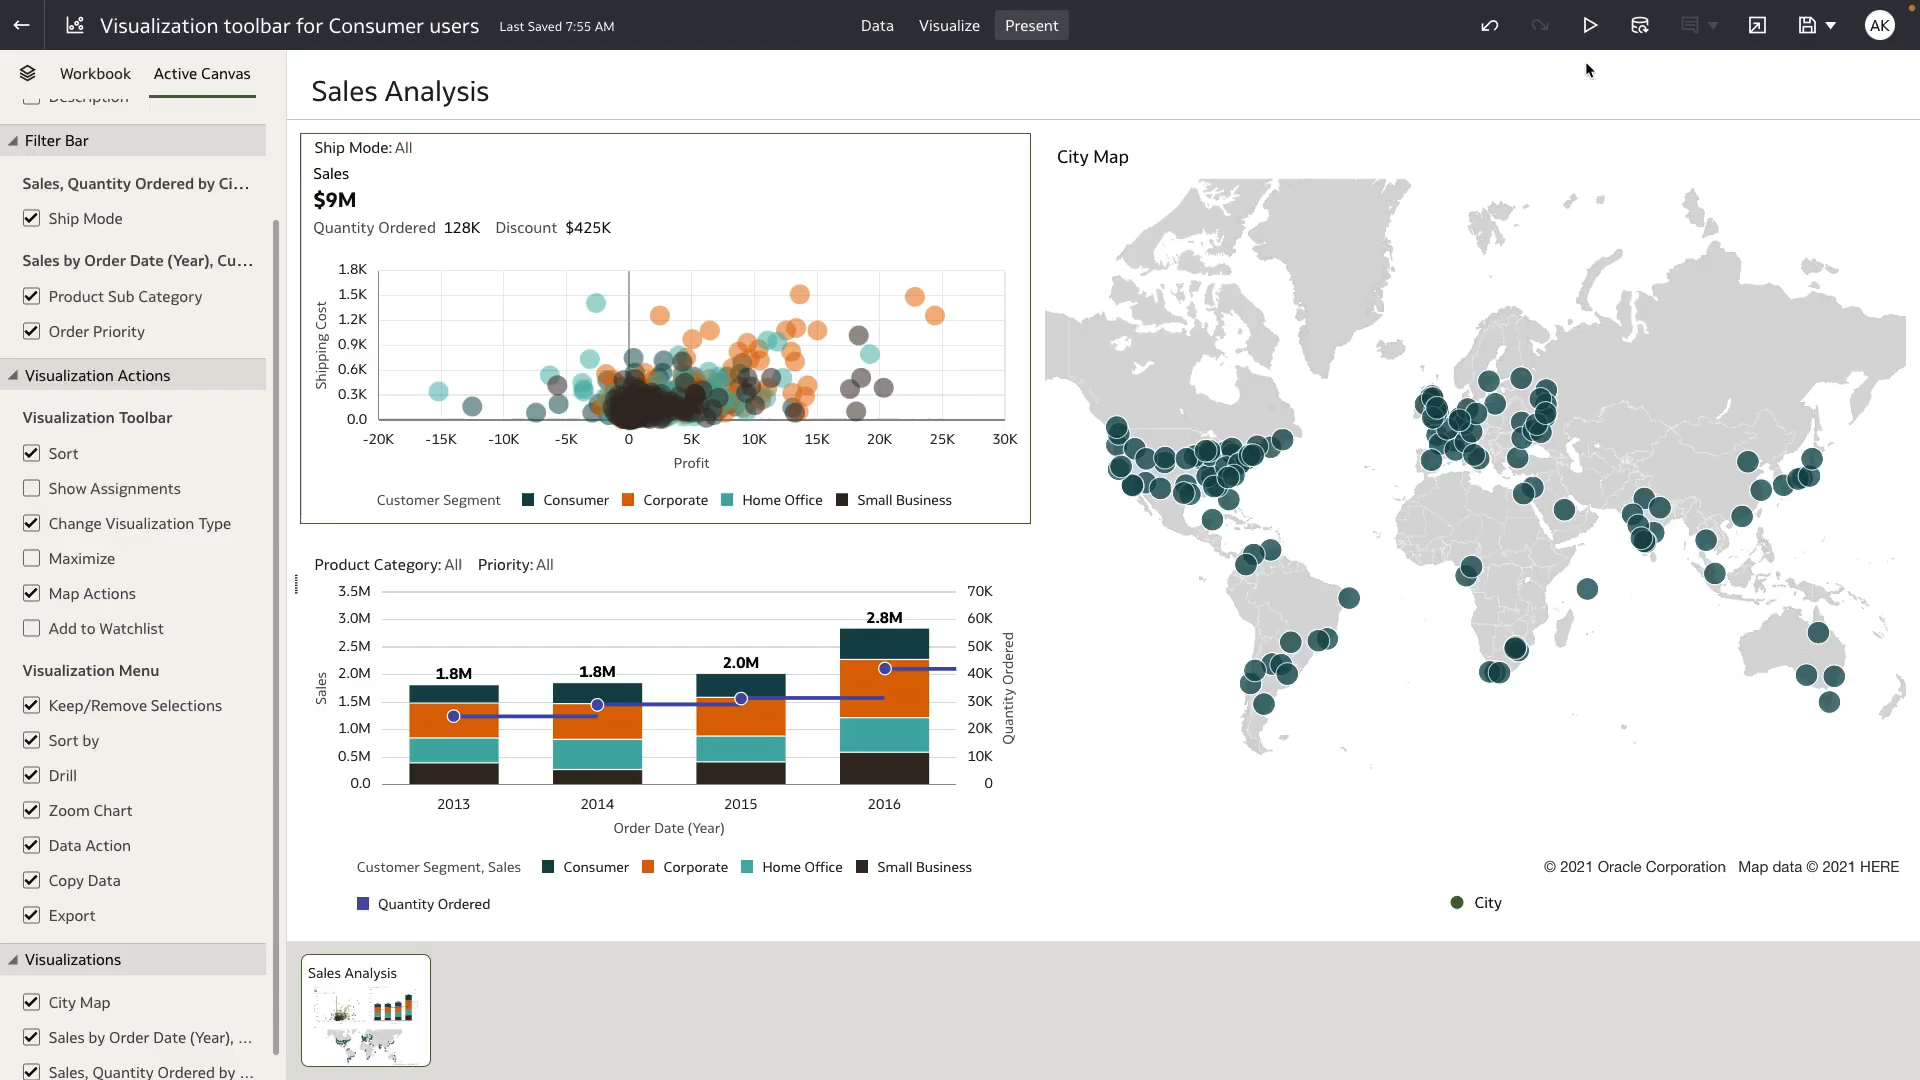 Visualization toolbar for Consumer users
Last Saved 7:55 AM
Data
Visualize
Present
AK
Workbook
Active Canvas
Description
Filter Bar
Sales, Quantity Ordered by Ci...
Ship Mode
Sales by Order Date (Year), Cu...
Product Sub Category
Order Priority
Visualization Actions
Visualization Toolbar
Sort
Show Assignments
Change Visualization Type
Maximize
Map Actions
Add to Watchlist
Visualization Menu
Keep/Remove Selections
Sort by
Drill
Zoom Chart
Data Action
Copy Data
Export
Visualizations
City Map
Sales by Order Date (Year), ...
Sales, Quantity Ordered by ...
Sales Analysis
Ship Mode: All
Sales
$9M
Quantity Ordered 128K Discount $425K
Shipping Cost
1.8K
1.5K
1.2K
0.9K
0.6K
0.3K
0.0
-20K -15K -10K -5K 0 5K 10K 15K 20K 25K 30K
Profit
Customer Segment Consumer Corporate Home Office Small Business
Product Category: All Priority: All
Sales
3.5M
3.0M
2.5M
2.0M
1.5M
1.0M
0.5M
0.0
1.8M
1.8M
2.0M
2.8M
70K
60K
50K
40K
30K
20K
10K
0
Quantity Ordered
2013 2014 2015 2016
Order Date (Year)
Customer Segment, Sales Consumer Corporate Home Office Small Business
Quantity Ordered
City Map
© 2021 Oracle Corporation Map data © 2021 HERE
City
Sales Analysis